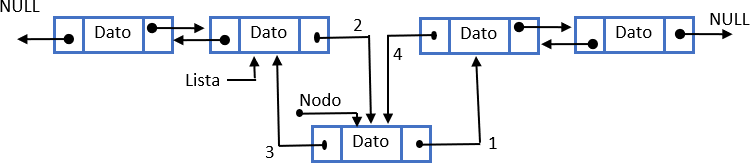 NULL
Dato
Dato
2
4
Dato
Dato
NULL
Lista
Nodo
3
Dato
1